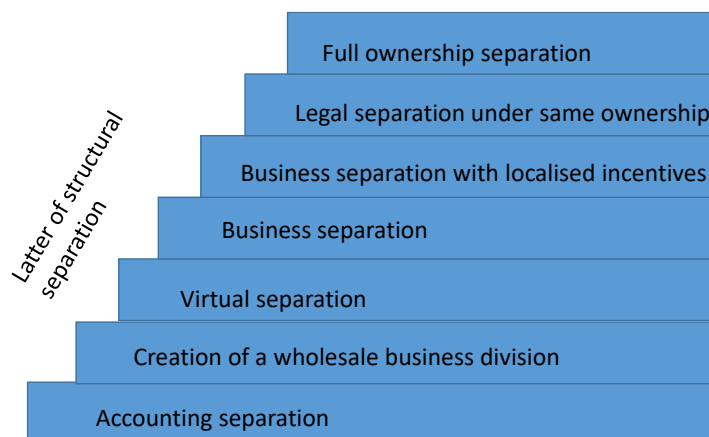 Full ownership separation
Legal separation under same ownership
Business separation with localised incentives
Latter of structural
separation
Business separation
Virtual separation
Creation of a wholesale business division
Accounting separation